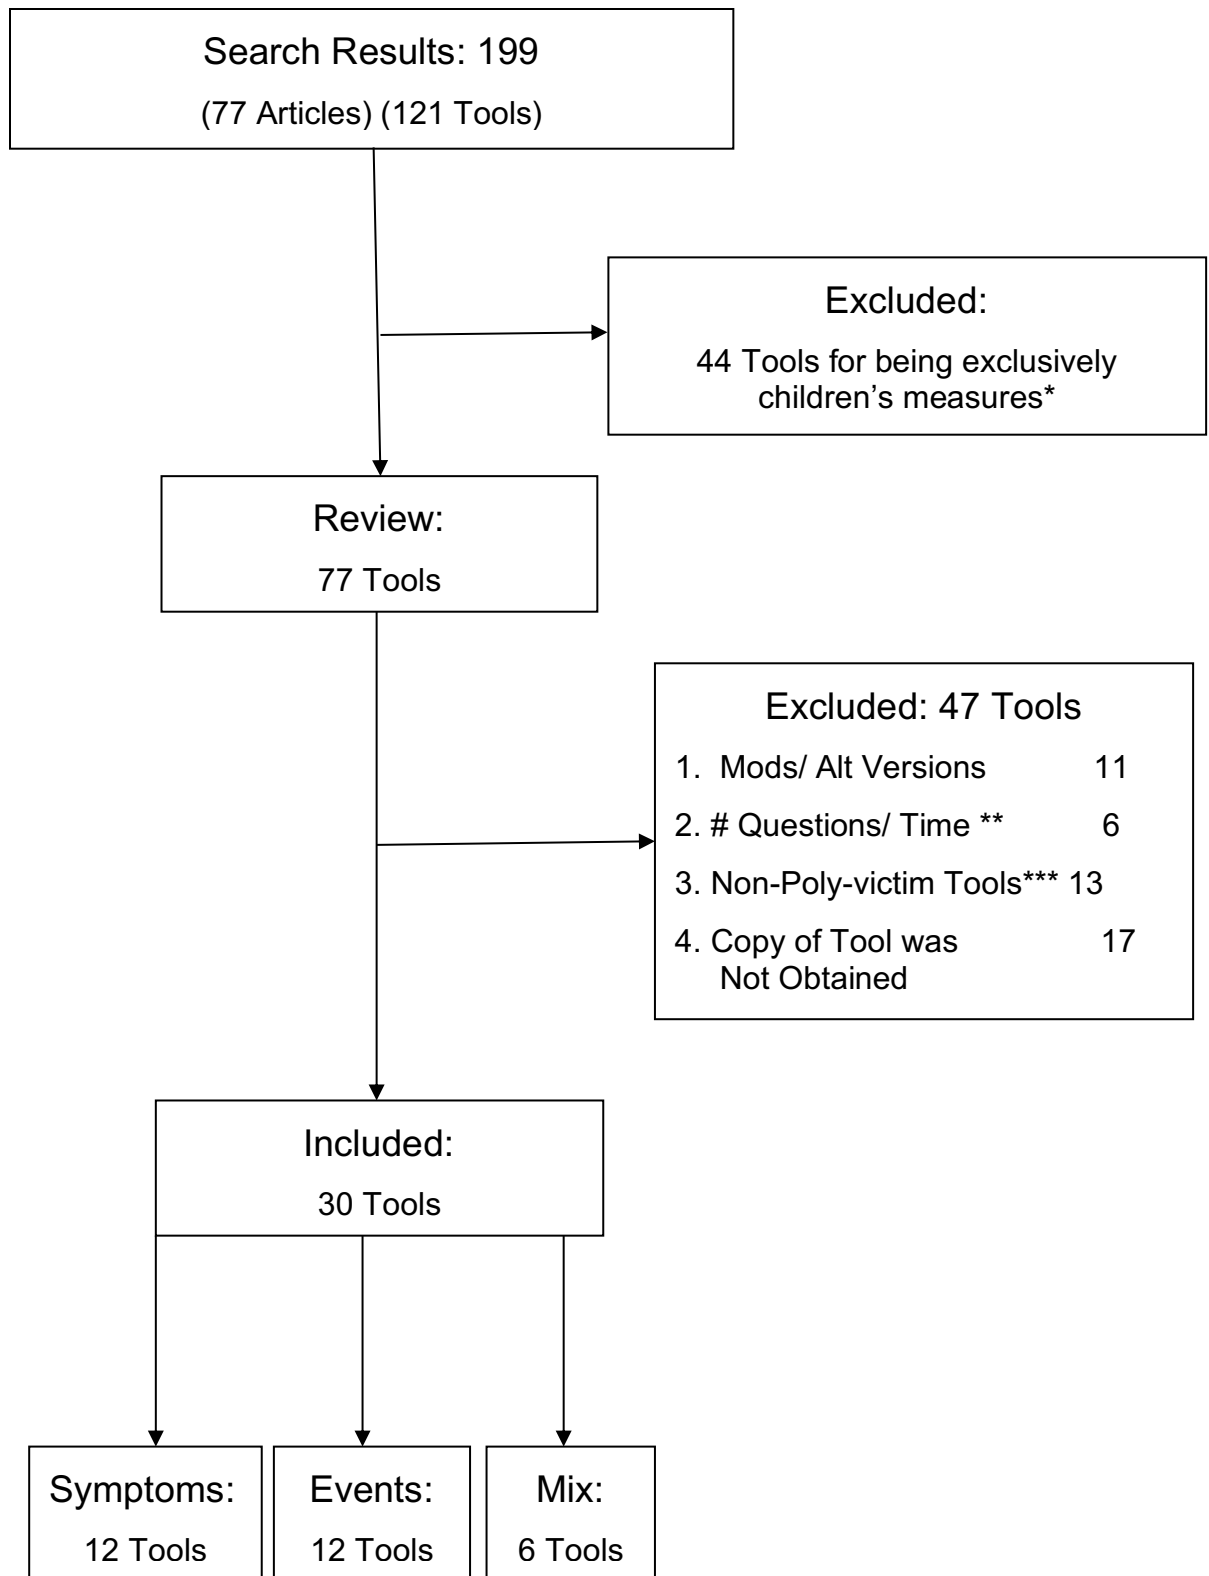 Search Results: 199
(77 Articles) (121 Tools)
Excluded:
44 Tools for being exclusively
children’s measures*
Review:
77 Tools
Excluded: 47 Tools
1. Mods/ Alt Versions 11
2. # Questions/ Time ** 6
3. Non-Poly-victim Tools*** 13
4. Copy of Tool was 17
Not Obtained
Included:
30 Tools
Symptoms:
12 Tools
Events:
12 Tools
Mix:
6 Tools